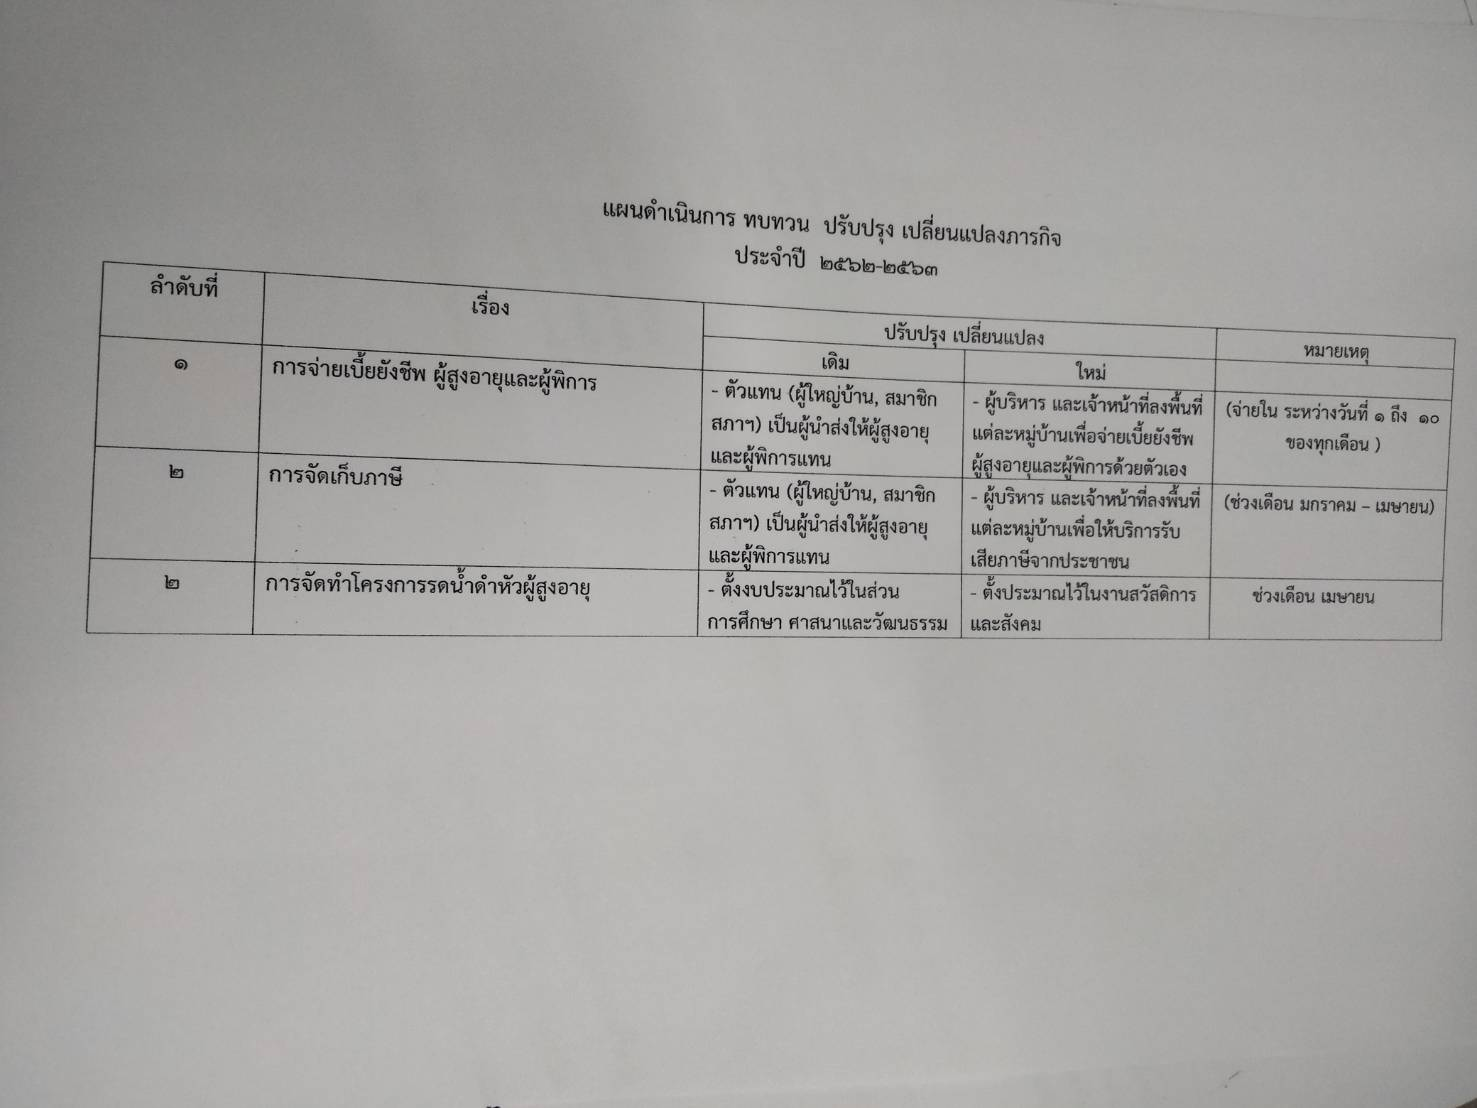 แผนดำเนินการ ทบทวน ปรับปรุง เปลี่ยนแปลงภารกิจ
ประจำปี ๒๕๖๒-๒๕๖๓
ลำดับที่ เรื่อง ปรับปรุง เปลี่ยนแปลง หมายเหตุ
เดิม ใหม่
๑ การจ่ายเบี้ยยังชีพ ผู้สูงอายุและผู้พิการ
- ตัวแทน (ผู้ใหญ่บ้าน, สมาชิก
สภาฯ) เป็นผู้นำส่งให้ผู้สูงอายุ
และผู้พิการแทน
- ผู้บริหาร และเจ้าหน้าที่ลงพื้นที่
แต่ละหมู่บ้านเพื่อจ่ายเบี้ยยังชีพ
ผู้สูงอายุและผู้พิการด้วยตัวเอง
(จ่ายใน ระหว่างวันที่ ๑ ถึง ๑๐
ของทุกเดือน )
๒ การจัดเก็บภาษี
- ตัวแทน (ผู้ใหญ่บ้าน, สมาชิก
สภาฯ) เป็นผู้นำส่งให้ผู้สูงอายุ
และผู้พิการแทน
- ผู้บริหาร และเจ้าหน้าที่ลงพื้นที่
แต่ละหมู่บ้านเพื่อให้บริการรับ
เสียภาษีจากประชาชน
(ช่วงเดือน มกราคม – เมษายน)
๒ การจัดทำโครงการรดน้ำดำหัวผู้สูงอายุ
- ตั้งงบประมาณไว้ในส่วน
การศึกษา ศาสนาและวัฒนธรรม
- ตั้งประมาณไว้ในงานสวัสดิการ
และสังคม
ช่วงเดือน เมษายน